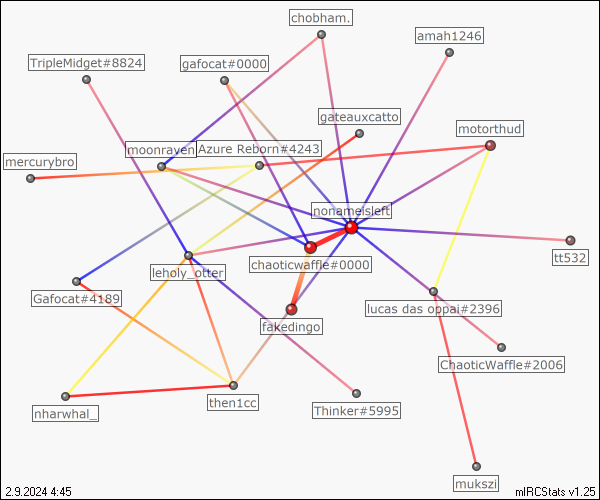 chobham.
amah1246
TripleMidget#8824
gafocat#0000
gateauxcatto
motorthud
moonraven
Azure Reborn#4243
mercurybro
nonameisleft
tt532
chaoticwaffle#0000
leholy_otter
Gafocat#4189
lucas das oppai#2396
fakedingo
ChaoticWaffle#2006
then1cc
Thinker#5995
nharwhal_
mukszi
2.9.2024 4:45
mIRCStats v1.25